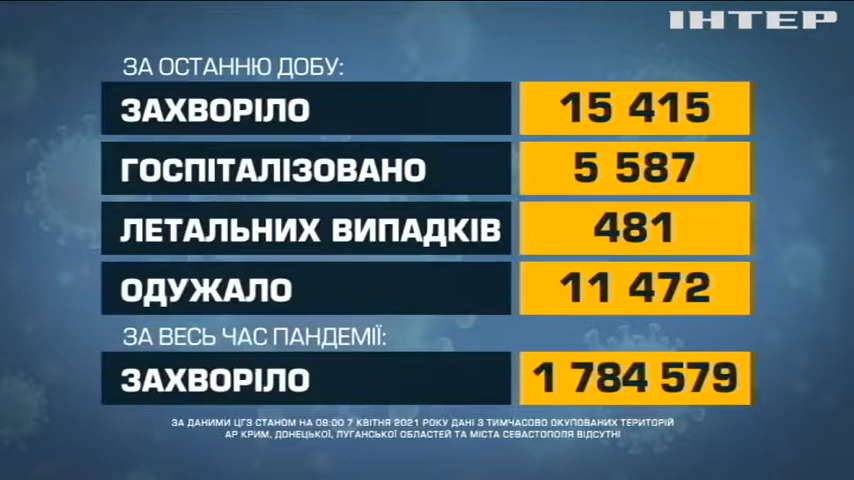 ІНТЕР
ЗА ОСТАННЮ ДОБУ:
ЗАХВОРІЛО 15 415
ГОСПІТАЛІЗОВАНО 5 587
ЛЕТАЛЬНИХ ВИПАДКІВ 481
ОДУЖАЛО 11 472
ЗА ВЕСЬ ЧАС ПАНДЕМІЇ:
ЗАХВОРІЛО 1 784 579
ЗА ДАНИМИ ЦГЗ СТАНОМ НА 09:00 7 КВІТНЯ 2021 РОКУ ДАНІ З ТИМЧАСОВО ОКУПОВАНИХ ТЕРИТОРІЙ
АР КРИМ, ДОНЕЦЬКОЇ, ЛУГАНСЬКОЇ ОБЛАСТЕЙ ТА МІСТА СЕВАСТОПОЛЯ ВІДСУТНІ